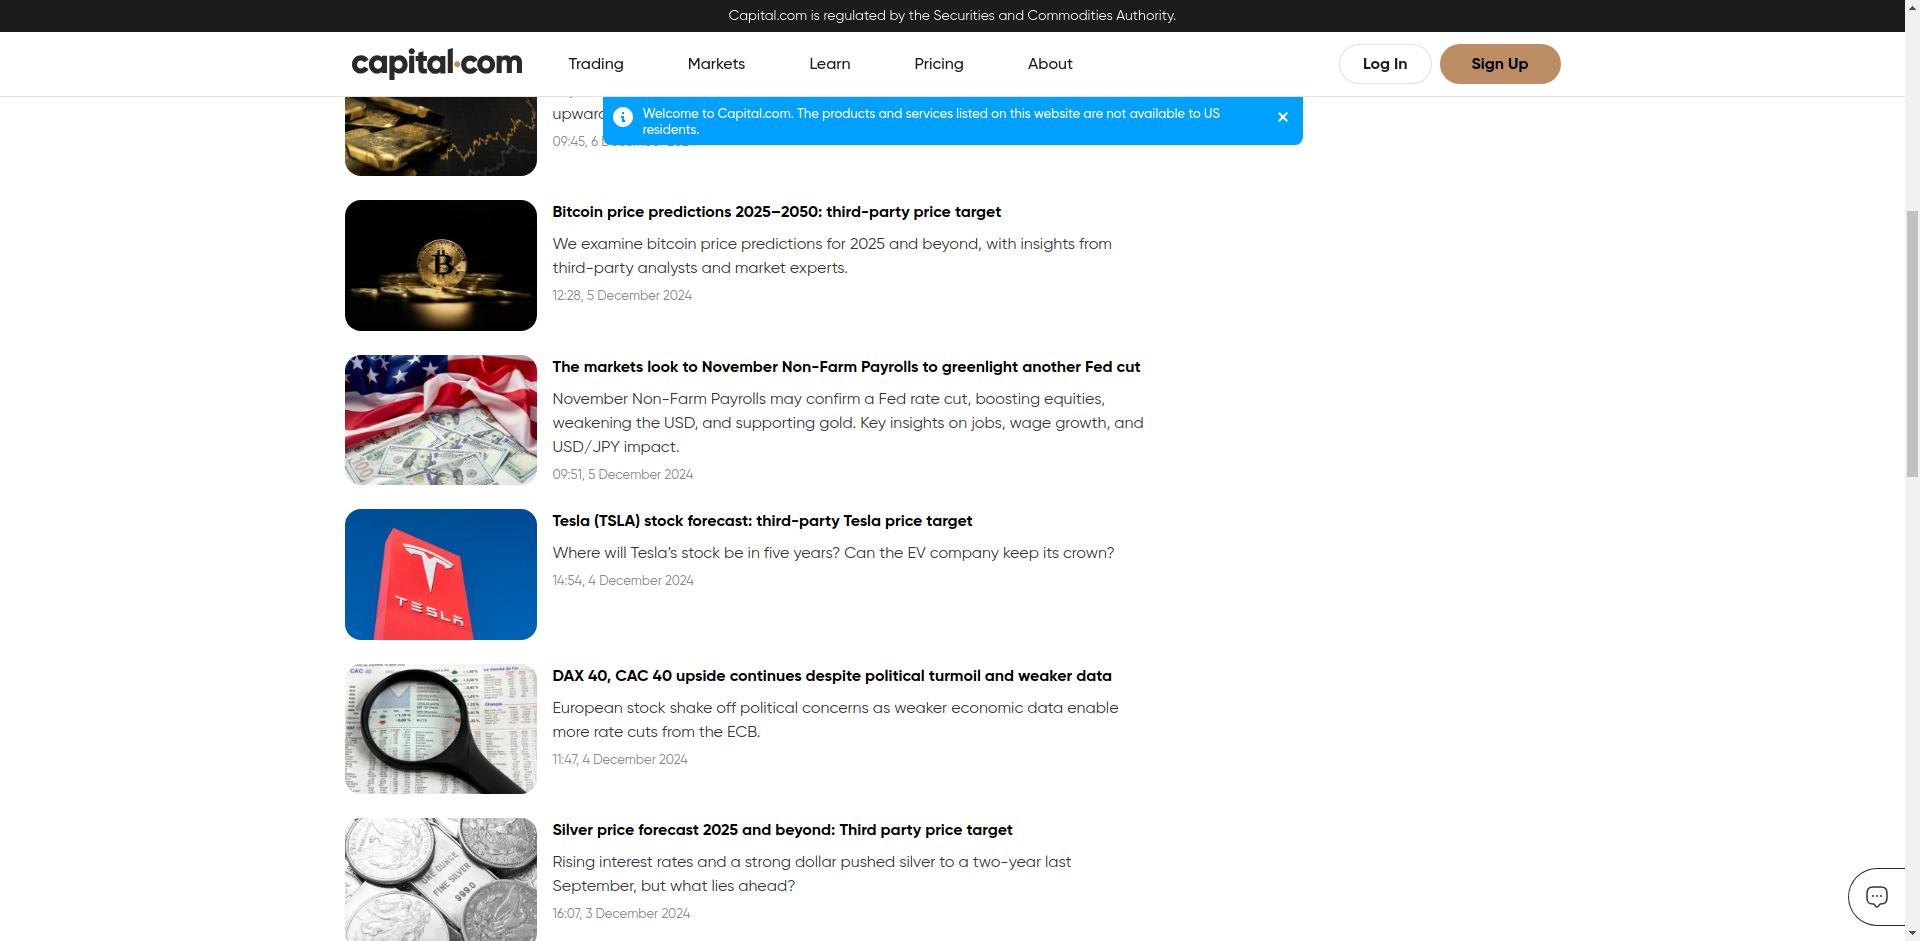 Capital.com is regulated by the Securities and Commodities Authority.
capital.com
Trading
Markets
Learn
Pricing
About
Log In
Sign Up
upward
Welcome to Capital.com. The products and services listed on this website are not available to US
residents.
09:45, 6 December 2024
Bitcoin price predictions 2025–2050: third-party price target
We examine bitcoin price predictions for 2025 and beyond, with insights from
third-party analysts and market experts.
12:28, 5 December 2024
The markets look to November Non-Farm Payrolls to greenlight another Fed cut
November Non-Farm Payrolls may confirm a Fed rate cut, boosting equities,
weakening the USD, and supporting gold. Key insights on jobs, wage growth, and
USD/JPY impact.
09:51, 5 December 2024
TESLA
Tesla (TSLA) stock forecast: third-party Tesla price target
Where will Tesla’s stock be in five years? Can the EV company keep its crown?
14:54, 4 December 2024
CAC 40
DAX 40, CAC 40 upside continues despite political turmoil and weaker data
European stock shake off political concerns as weaker economic data enable
more rate cuts from the ECB.
11:47, 4 December 2024
ONE OUNCE
FINE SILVER
999.0
Silver price forecast 2025 and beyond: Third party price target
Rising interest rates and a strong dollar pushed silver to a two-year last
September, but what lies ahead?
16:07, 3 December 2024